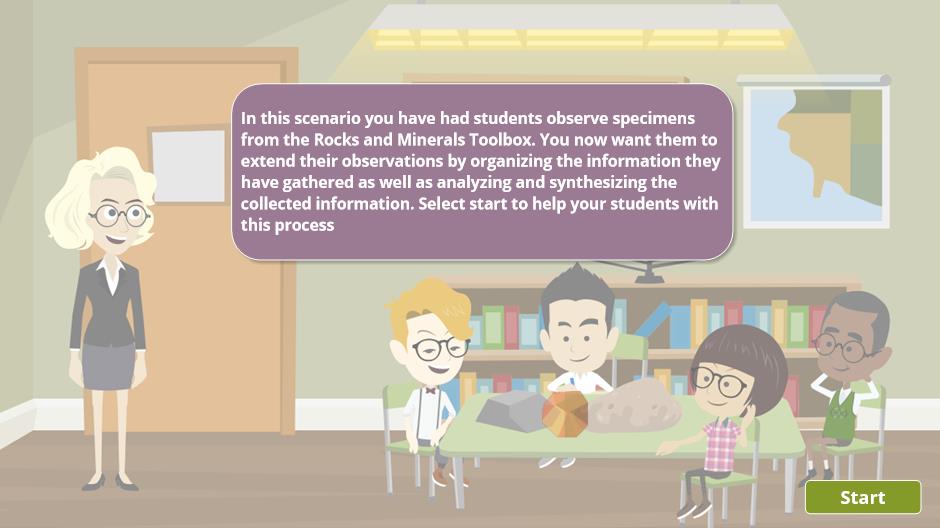 In this scenario you have had students observe specimens
from the Rocks and Minerals Toolbox. You now want them to
extend their observations by organizing the information they
have gathered as well as analyzing and synthesizing the
collected information. Select start to help your students with
this process
Start